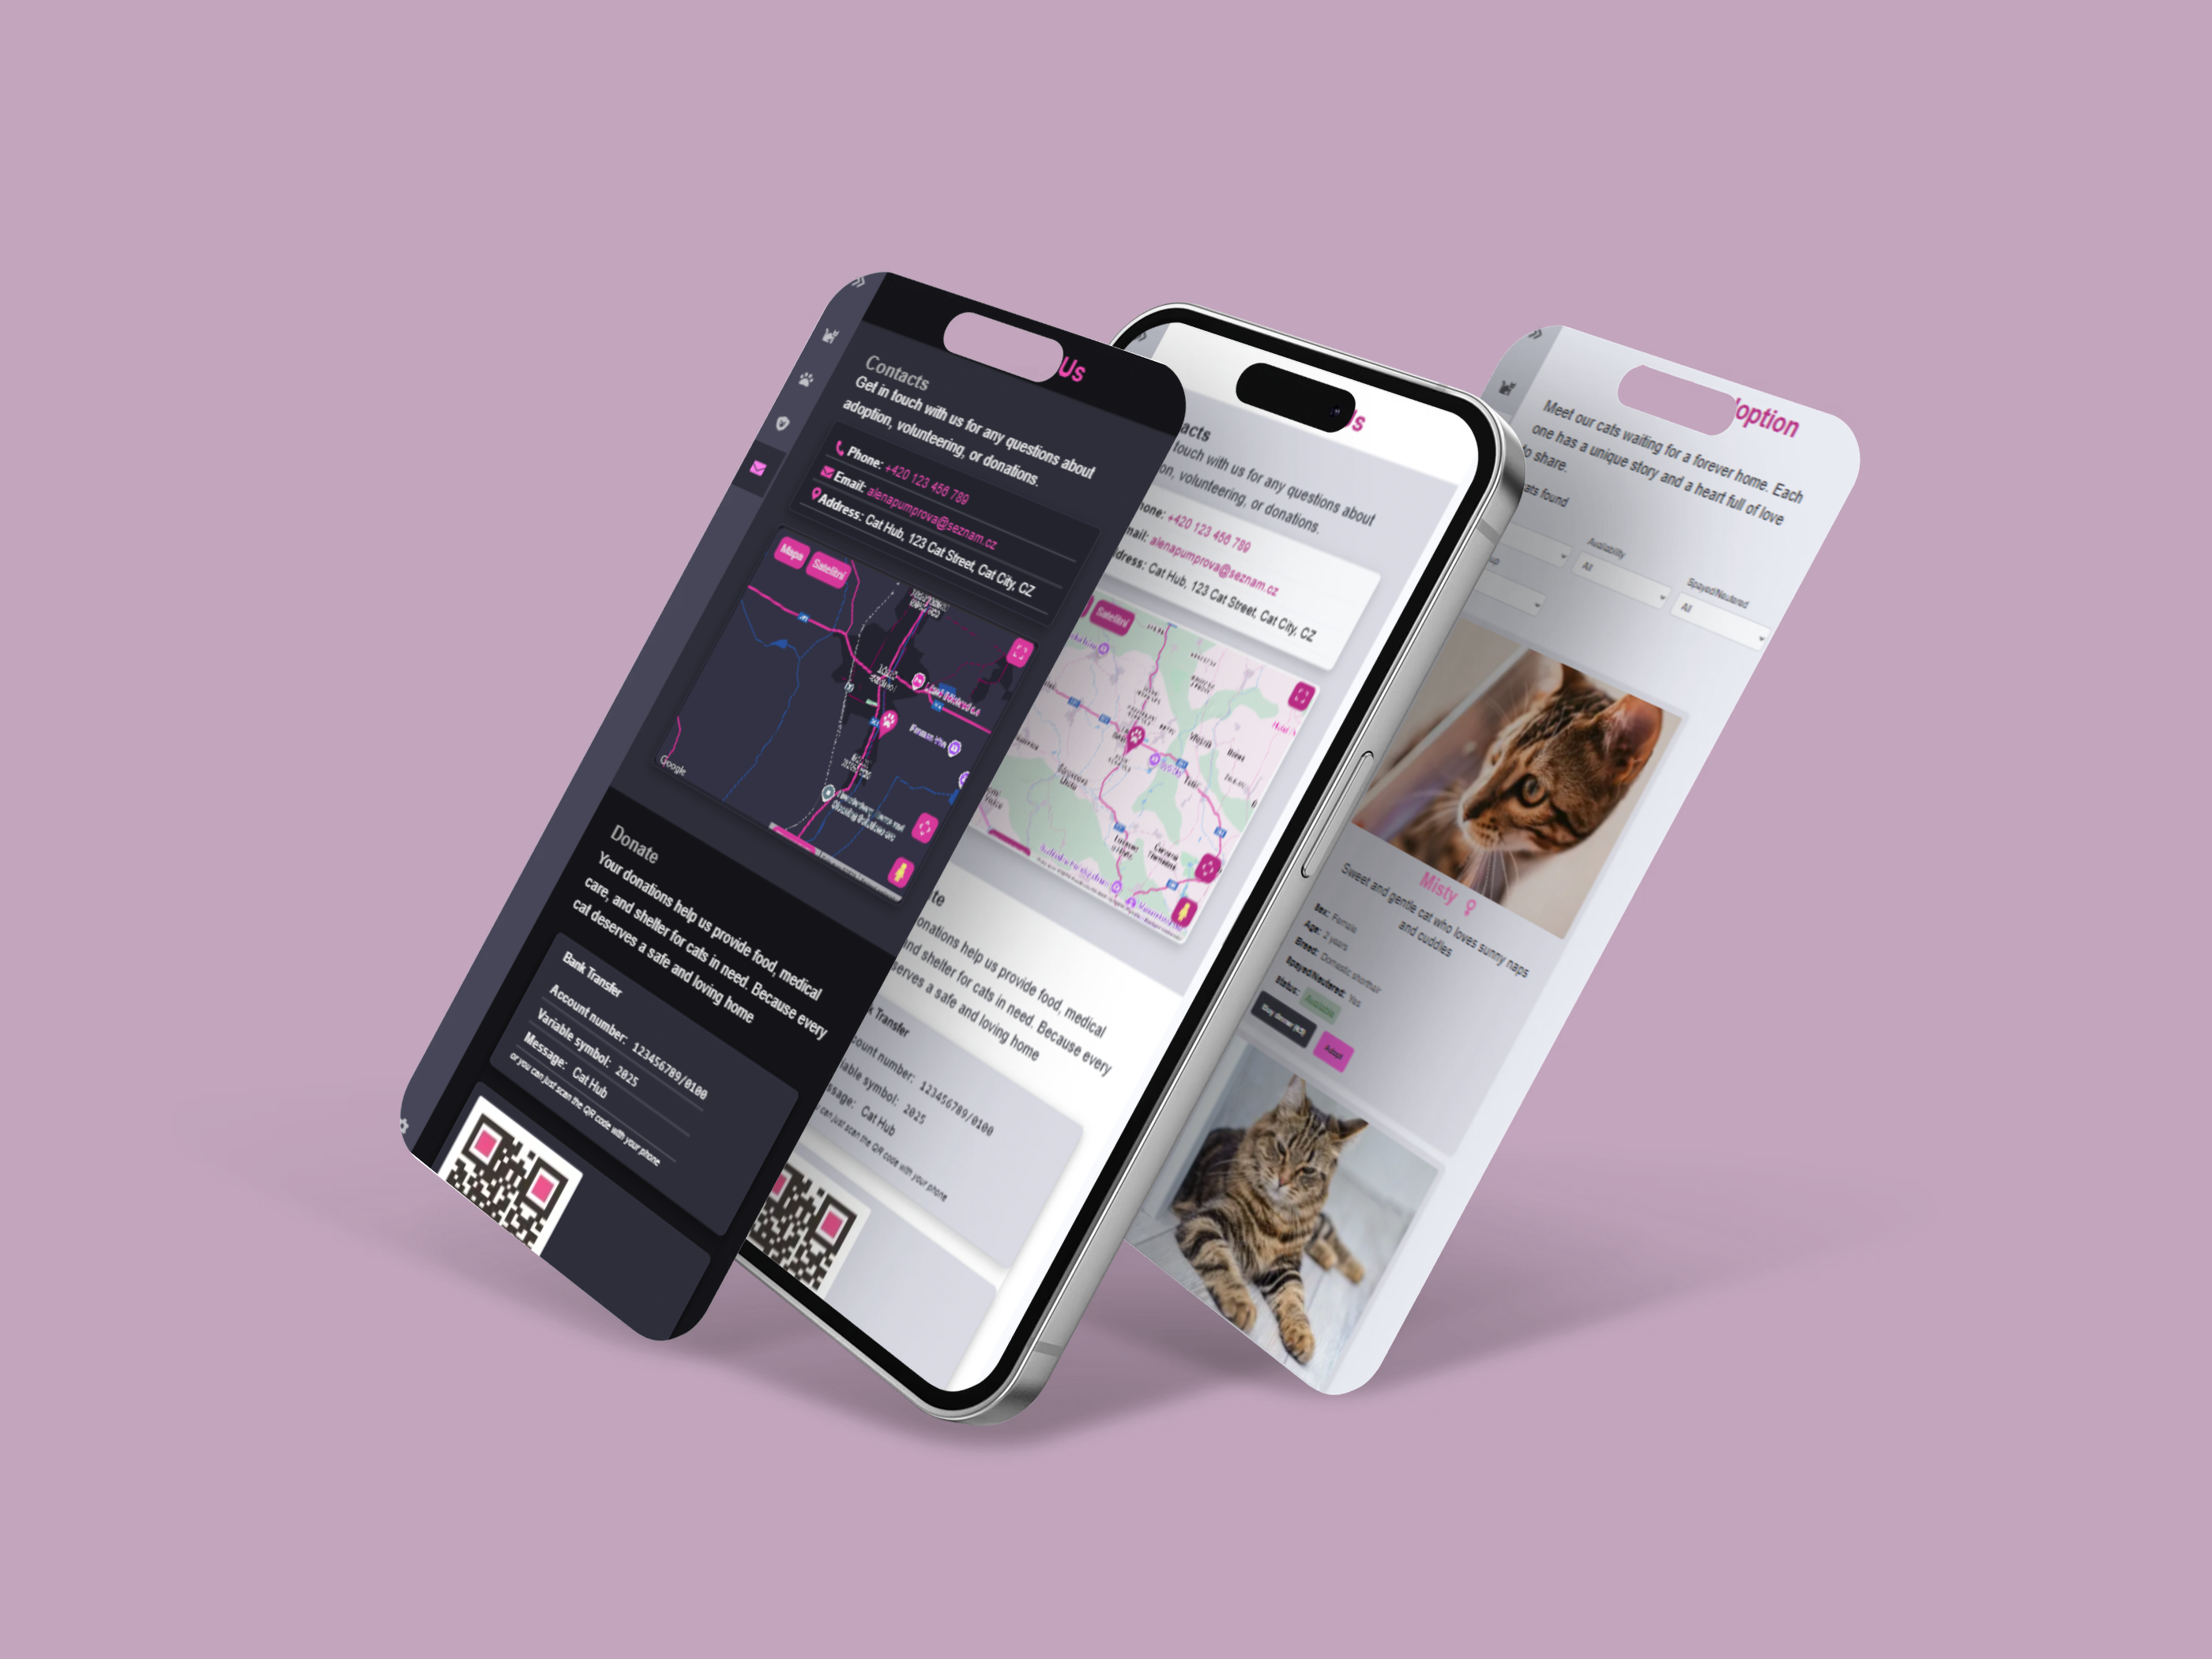 Us
Contacts
Get in touch with us for any questions about
adoption, volunteering, or donations.
Phone: +420 123 456 789
Email: alenapumprova@seznam.cz
Address: Cat Hub, 123 Cat Street, Cat City, CZ
Mapa
Satelitní
Google
Donate
Your donations help us provide food, medical
care, and shelter for cats in need. Because every
cat deserves a safe and loving home
Bank Transfer
Account number: 123456789/0100
Variable symbol: 2025
Message: Cat Hub
or you can just scan the QR code with your phone
Us
acts
touch with us for any questions about
on, volunteering, or donations.
hone: +420 123 456 789
mail: alenapumprova@seznam.cz
dress: Cat Hub, 123 Cat Street, Cat City, CZ
Satelitní
te
onations help us provide food, medical
nd shelter for cats in need. Because every
serves a safe and loving home
k Transfer
count number: 123456789/0100
iable symbol: 2025
ssage: Cat Hub
can just scan the QR code with your phone
doption
Meet our cats waiting for a forever home. Each
one has a unique story and a heart full of love
to share.
ats found
Availability
All
Spayed/Neutered
All
Misty
Sweet and gentle cat who loves sunny naps
and cuddles
Sex: Female
Age: 2 years
Breed: Domestic shorthair
Spayed/Neutered: Yes
Status: Available
Buy dinner (€5)
Adopt